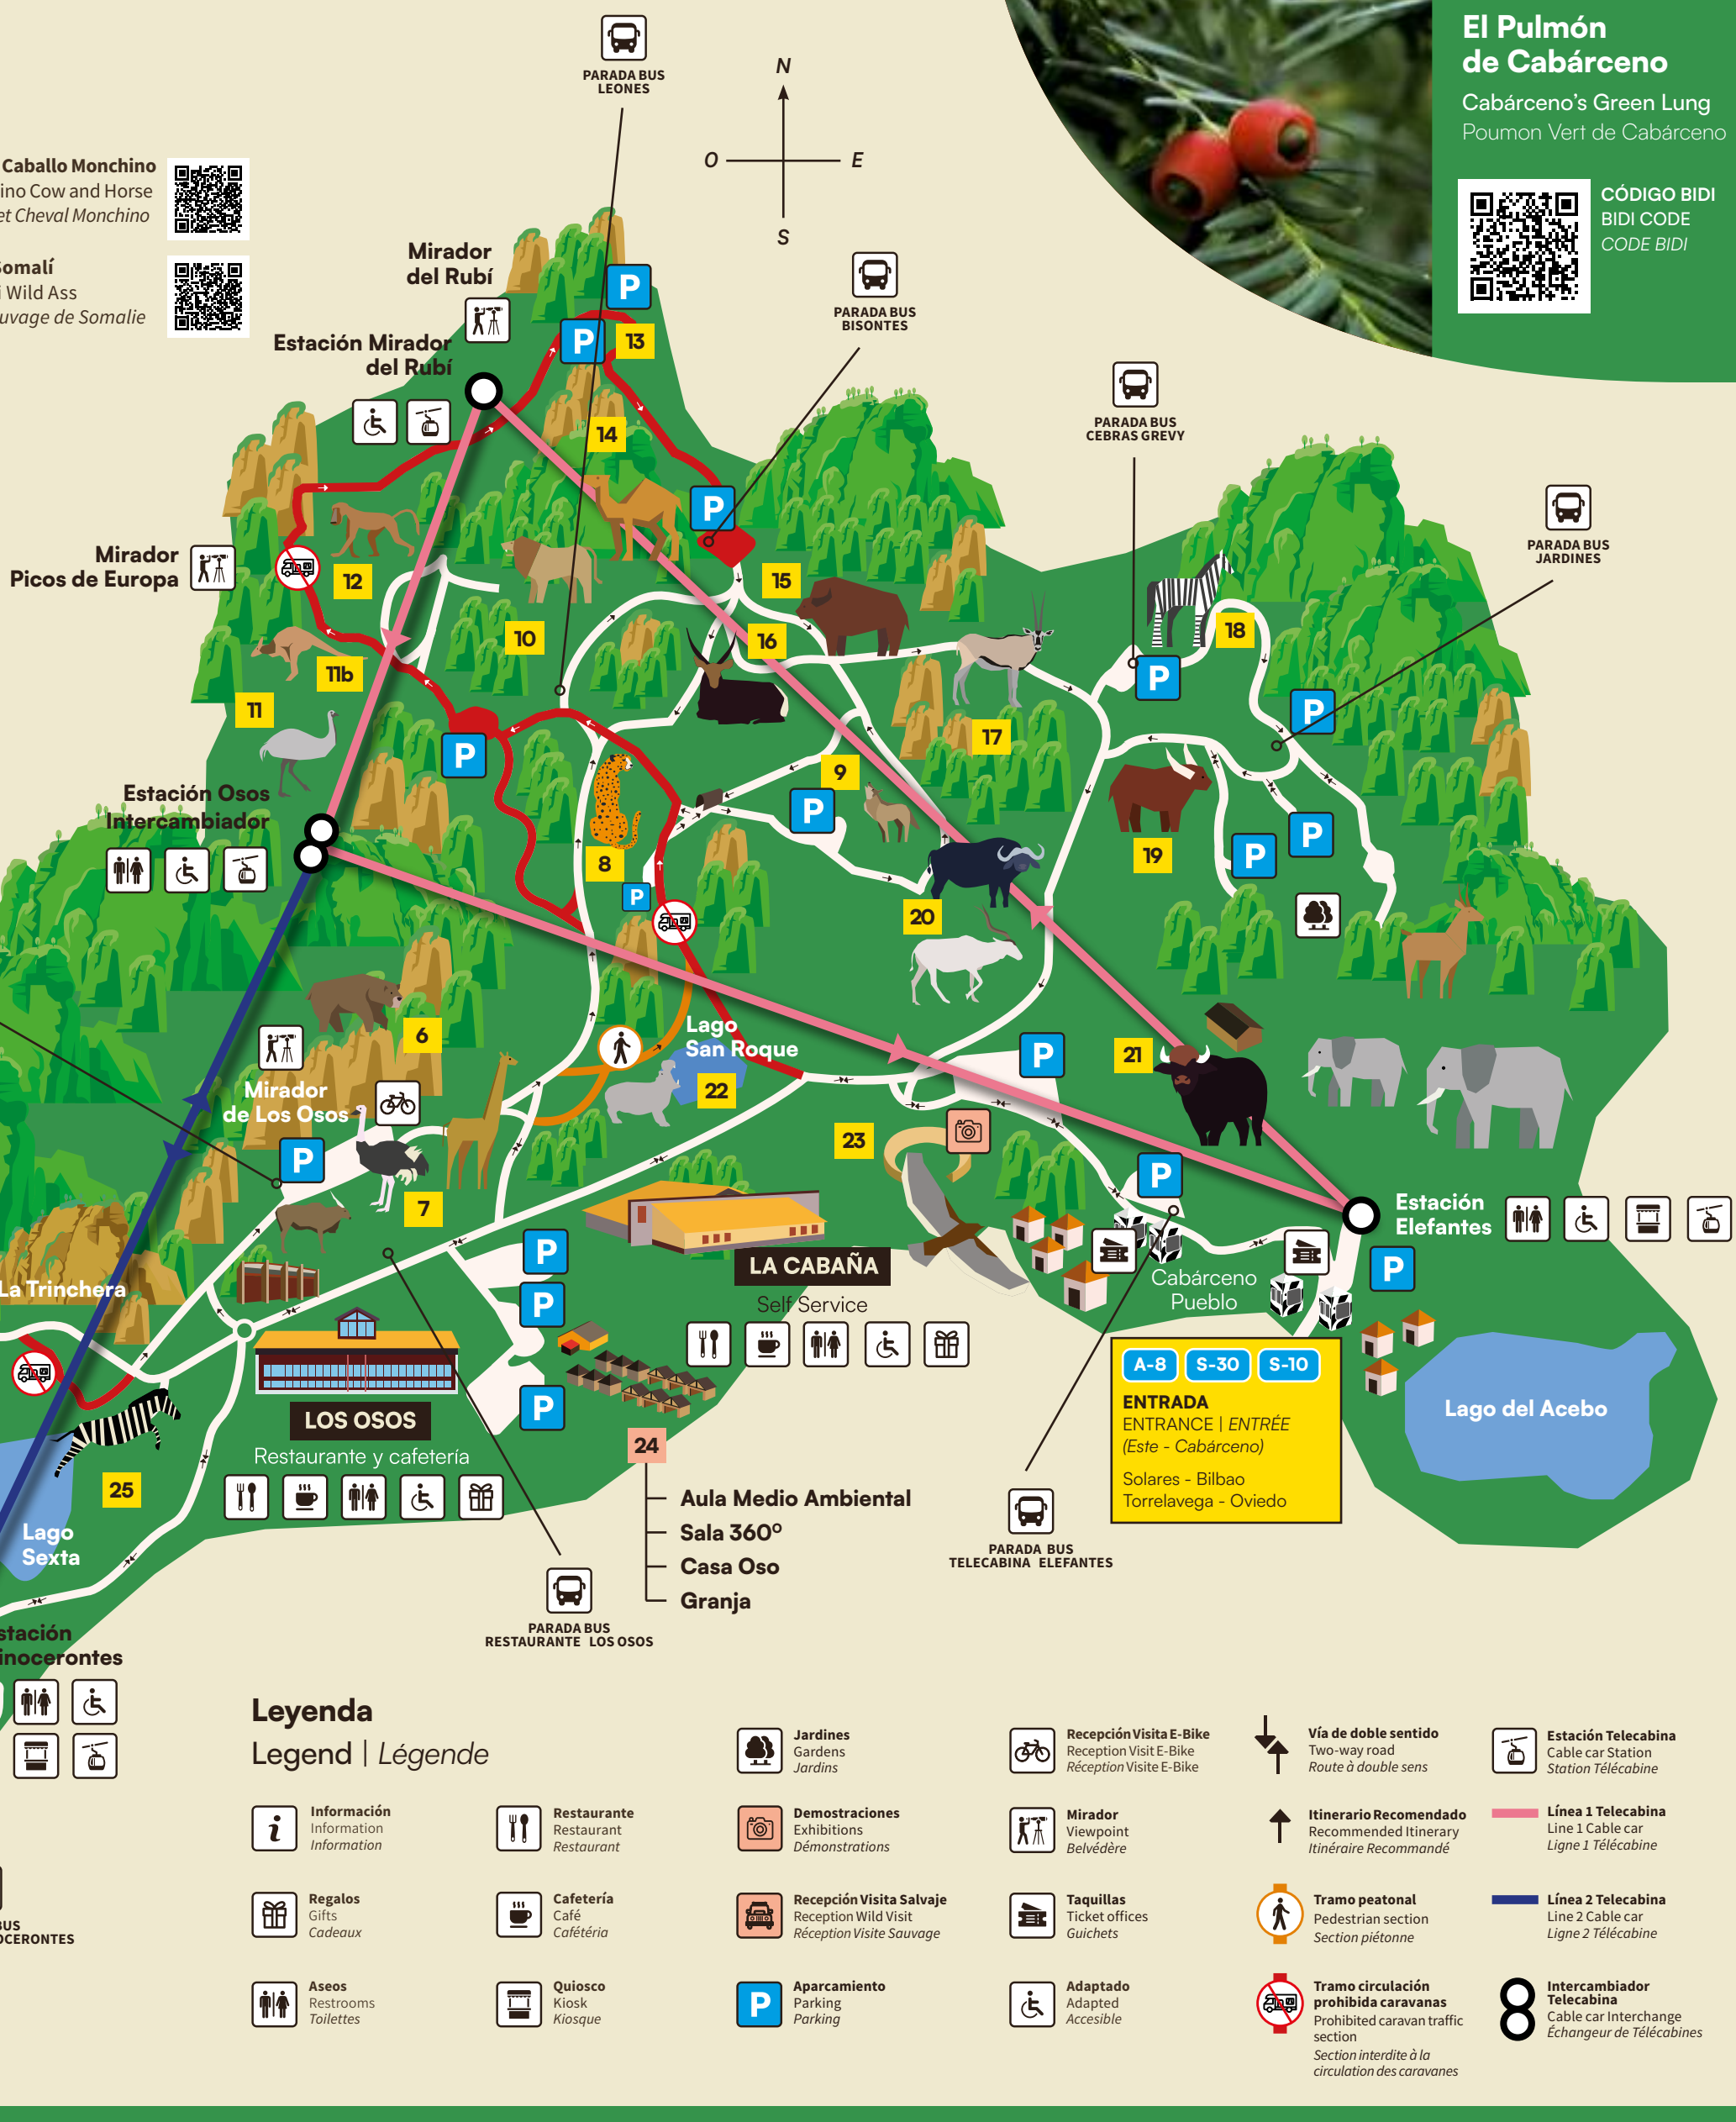 El Pulmón
de Cabárceno
Cabárceno's Green Lung
Poumon Vert de Cabárceno
CÓDIGO BIDI
BIDI CODE
CODE BIDI
PARADA BUS
LEONES
N
O
E
S
Caballo Monchino
ino Cow and Horse
et Cheval Monchino
Somalí
i Wild Ass
uvage de Somalie
Mirador
del Rubí
P
P
13
PARADA BUS
BISONTES
Estación Mirador
del Rubí
14
PARADA BUS
CEBRAS GREVY
P
PARADA BUS
JARDINES
Mirador
Picos de Europa
12
15
10
16
18
11b
P
11
P
17
P
9
Estación Osos
Intercambiador
P
P
P
8
19
P
20
6
Lago
San Roque
P
21
22
Mirador
de Los Osos
23
P
P
7
Estación
Elefantes
P
P
LA CABAÑA
Self Service
Cabárceno
Pueblo
La Trinchera
P
A-8
S-30
S-10
ENTRADA
ENTRANCE | ENTRÉE
(Este - Cabárceno)
Solares - Bilbao
Torrelavega - Oviedo
Lago del Acebo
P
LOS OSOS
Restaurante y cafetería
24
Aula Medio Ambiental
Sala 360º
Casa Oso
Granja
25
Lago
Sexta
PARADA BUS
TELECABINA ELEFANTES
PARADA BUS
RESTAURANTE LOS OSOS
stación
inocerontes
BUS
OCERONTES
Leyenda
Legend | Légende
Información
Information
Information
Regalos
Gifts
Cadeaux
Aseos
Restrooms
Toilettes
Restaurante
Restaurant
Restaurant
Cafetería
Café
Cafétéria
Quiosco
Kiosk
Kiosque
Jardines
Gardens
Jardins
Demostraciones
Exhibitions
Démonstrations
Recepción Visita Salvaje
Reception Wild Visit
Réception Visite Sauvage
P
Aparcamiento
Parking
Parking
Recepción Visita E-Bike
Reception Visit E-Bike
Réception Visite E-Bike
Mirador
Viewpoint
Belvédère
Taquillas
Ticket offices
Guichets
Adaptado
Adapted
Accesible
Vía de doble sentido
Two-way road
Route à double sens
Itinerario Recomendado
Recommended Itinerary
Itinéraire Recommandé
Tramo peatonal
Pedestrian section
Section piétonne
Tramo circulación
prohibida caravanas
Prohibited caravan traffic
section
Section interdite à la
circulation des caravanes
Estación Telecabina
Cable car Station
Station Télécabine
Línea 1 Telecabina
Line 1 Cable car
Ligne 1 Télécabine
Línea 2 Telecabina
Line 2 Cable car
Ligne 2 Télécabine
Intercambiador
Telecabina
Cable car Interchange
Échangeur de Télécabines